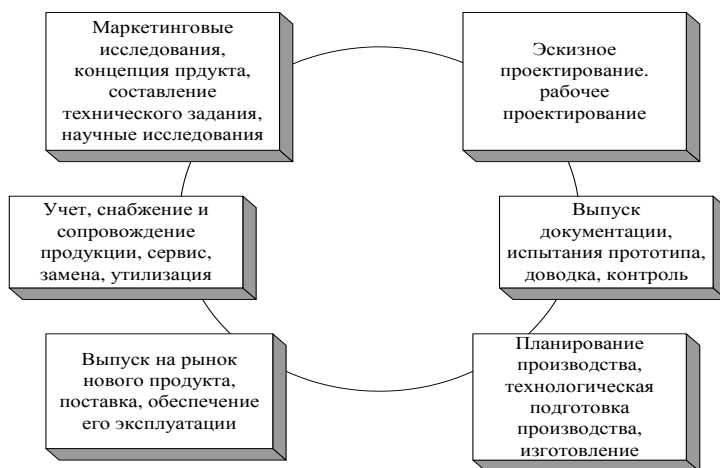 Маркетинговые
исследования,
концепция прдукта,
составление
технического задания,
научные исследования
Эскизное
проектирование.
рабочее
проектирование
Учет, снабжение и
сопровождение
продукции, сервис,
замена, утилизация
Выпуск
документации,
испытания прототипа,
доводка, контроль
Выпуск на рынок
нового продукта,
поставка, обеспечение
его эксплуатации
Планирование
производства,
технологическая
подготовка
производства,
изготовление